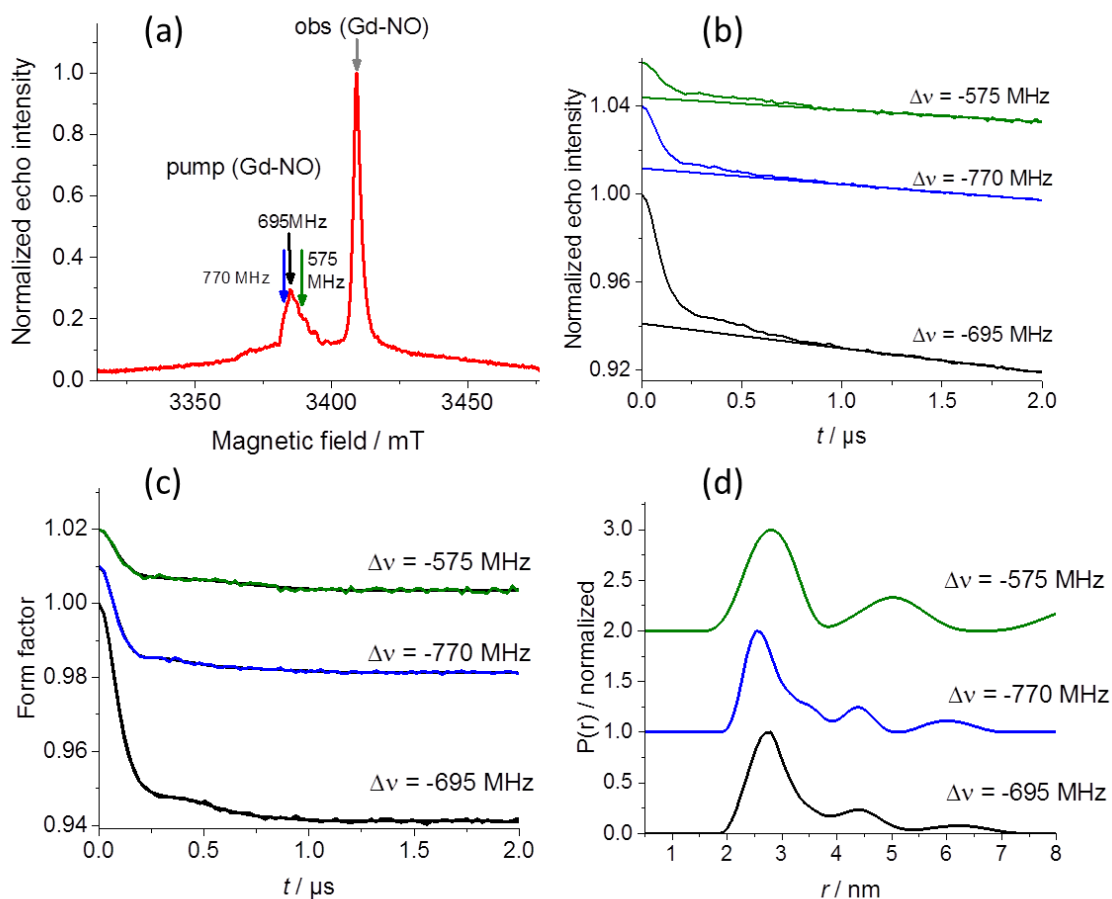 (a)
obs (Gd-NO)
pump (Gd-NO)
695MHz
770 MHz
575
MHz
Normalized echo intensity
1.0
0.8
0.6
0.4
0.2
0.0
3350
3400
3450
Magnetic field / mT
(b)
Δν = -575 MHz
Δν = -770 MHz
Δν = -695 MHz
Normalized echo intensity
1.04
1.00
0.96
0.92
0.0
0.5
1.0
1.5
2.0
t / µs
(c)
Δν = -575 MHz
Δν = -770 MHz
Δν = -695 MHz
Form factor
1.02
1.00
0.98
0.96
0.94
0.0
0.5
1.0
1.5
2.0
t / µs
(d)
Δν = -575 MHz
Δν = -770 MHz
Δν = -695 MHz
P(r) / normalized
3.0
2.5
2.0
1.5
1.0
0.5
0.0
1
2
3
4
5
6
7
8
r / nm